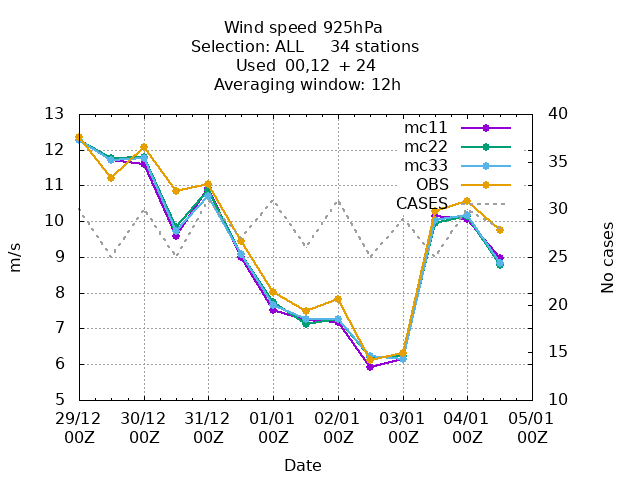 Wind speed 925hPa
Selection: ALL 34 stations
Used 00,12 + 24
Averaging window: 12h
mc11
mc22
mc33
OBS
CASES
13
12
11
10
9
8
7
6
5
m/s
40
35
30
25
20
15
10
No cases
29/12 30/12 31/12 01/01 02/01 03/01 04/01 05/01
00Z 00Z 00Z 00Z 00Z 00Z 00Z 00Z
Date